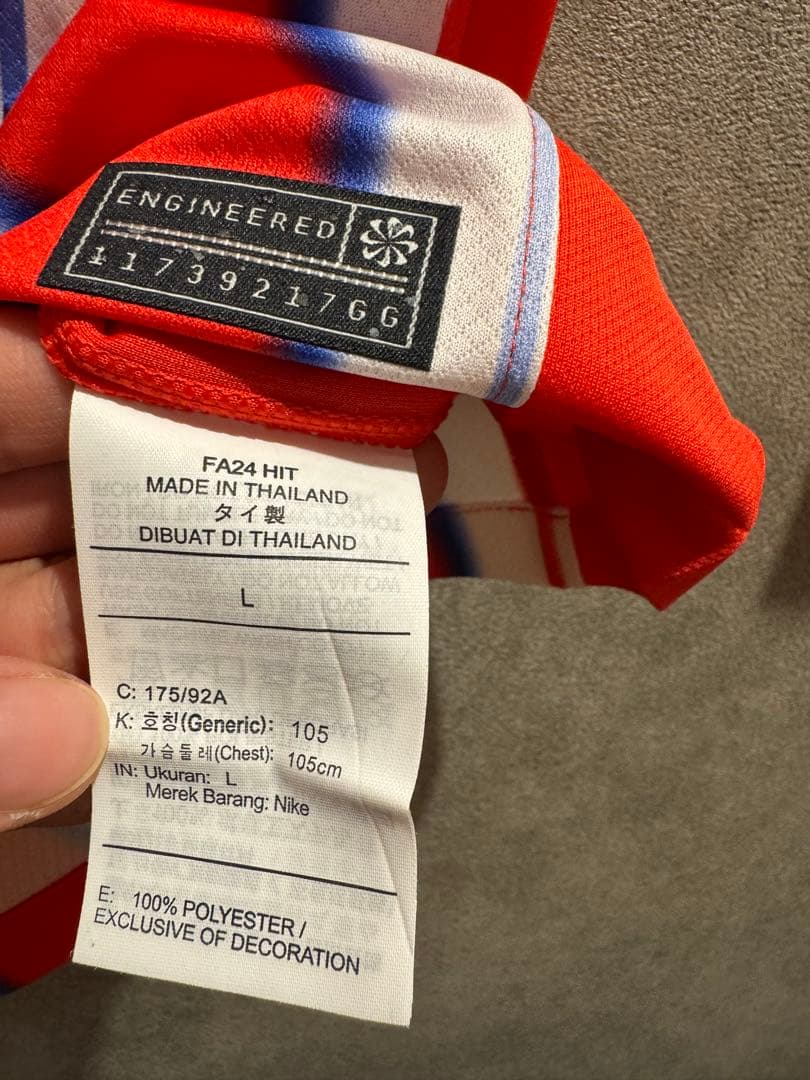 ENGINEERED
117392176G
FA24 HIT
MADE IN THAILAND
タイ製
DIBUAT DI THAILAND
L
C: 175/92A
K: 호칭(Generic): 105
가슴둘레(Chest): 105cm
IN: Ukuran: L
Merek Barang: Nike
E: 100% POLYESTER /
EXCLUSIVE OF DECORATION